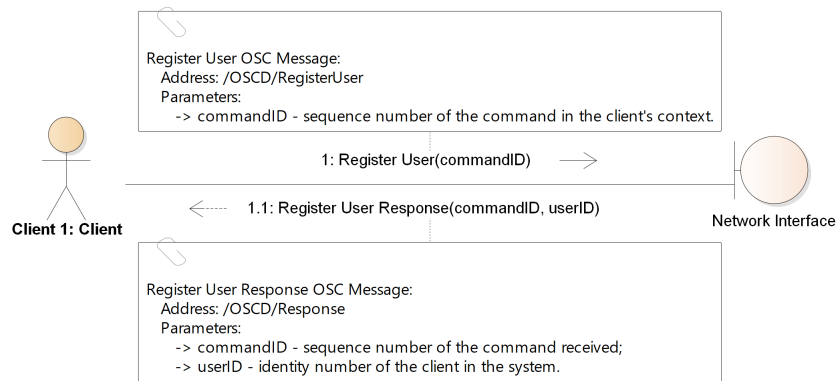 Register User OSC Message:
Address: /OSCD/RegisterUser
Parameters:
-> commandID - sequence number of the command in the client's context.
1: Register User(commandID)
1.1: Register User Response(commandID, userID)
Client 1: Client
Network Interface
Register User Response OSC Message:
Address: /OSCD/Response
Parameters:
-> commandID - sequence number of the command received;
-> userID - identity number of the client in the system.